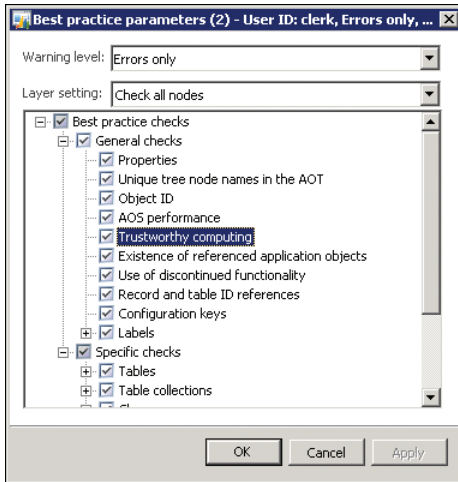 Best practice parameters (2) - User ID: clerk, Errors only, ...
Warning level: Errors only
Layer setting: Check all nodes
Best practice checks
General checks
Properties
Unique tree node names in the AOT
Object ID
AOS performance
Trustworthy computing
Existence of referenced application objects
Use of discontinued functionality
Record and table ID references
Configuration keys
Labels
Specific checks
Tables
Table collections
OK Cancel Apply